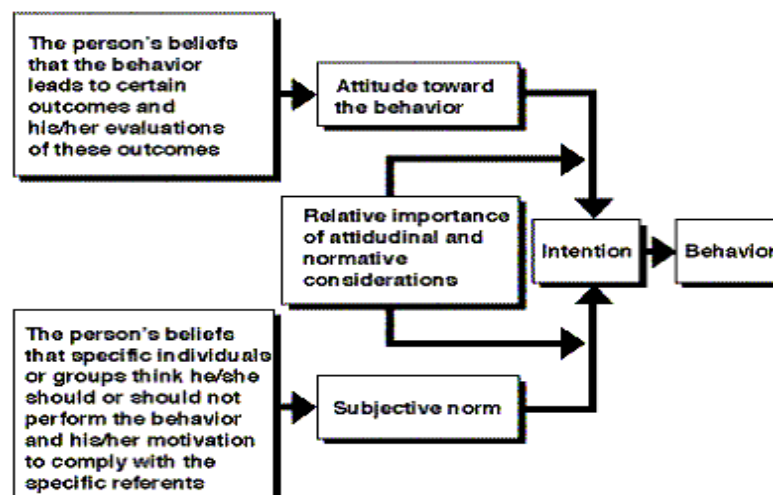 The person's beliefs
that the behavior
leads to certain
outcomes and
his/her evaluations
of these outcomes
Attitude toward
the behavior
Relative importance
of attidudinal and
normative
considerations
Intention
Behavior
The person's beliefs
that specific individuals
or groups think he/she
should or should not
perform the behavior
and his/her motivation
to comply with the
specific referents
Subjective norm